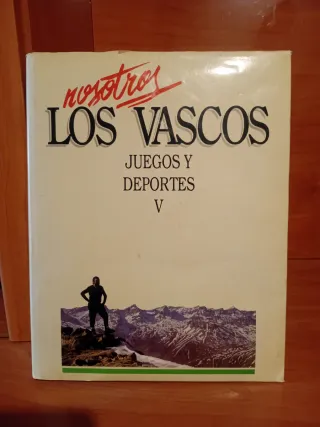 nosotros
LOS VASCOS
JUEGOS Y
DEPORTES
V